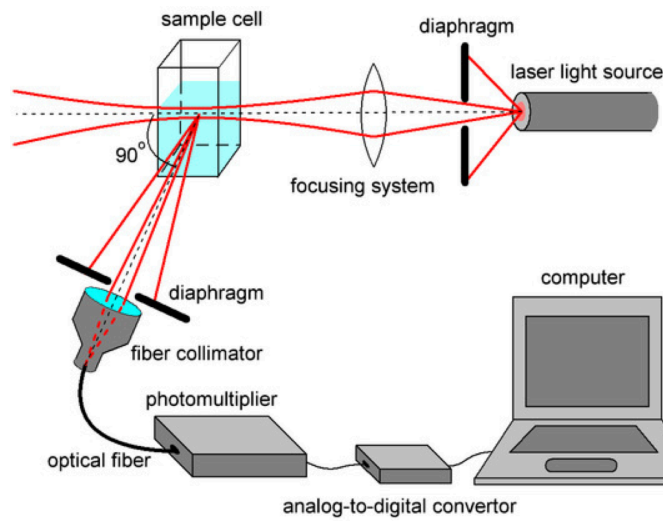 sample cell
diaphragm
laser light source
90°
focusing system
diaphragm
computer
fiber collimator
photomultiplier
optical fiber
analog-to-digital convertor